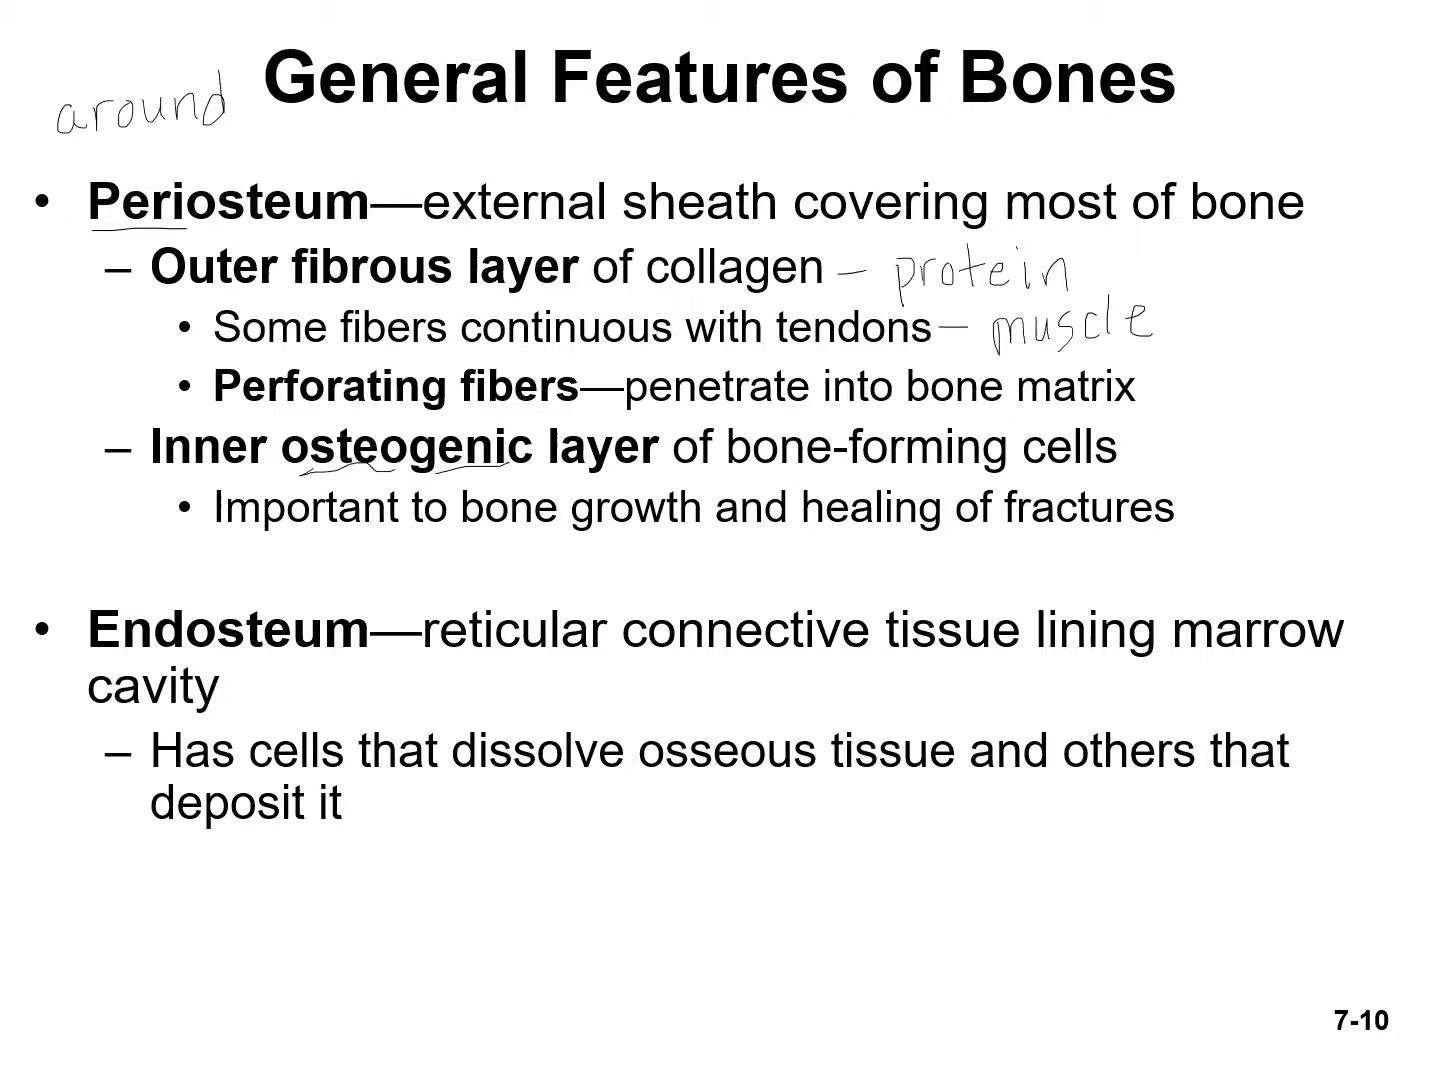 General Features of Bones
around
• Periosteum—external sheath covering most of bone
– Outer fibrous layer of collagen – protein
• Some fibers continuous with tendons – muscle
• Perforating fibers—penetrate into bone matrix
– Inner osteogenic layer of bone-forming cells
• Important to bone growth and healing of fractures
• Endosteum—reticular connective tissue lining marrow
cavity
– Has cells that dissolve osseous tissue and others that
deposit it
7-10